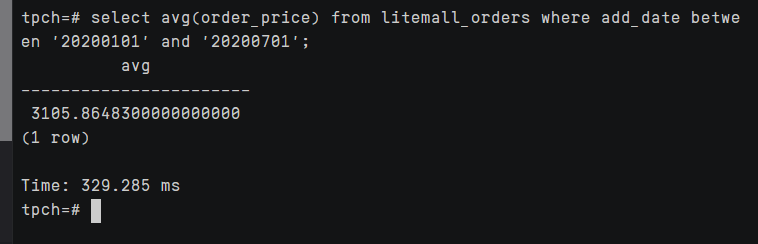 tpch=# select avg(order_price) from litemall_orders where add_date betwe
en '20200101' and '20200701';
avg
-----------------------
3105.8648300000000000
(1 row)
Time: 329.285 ms
tpch=#